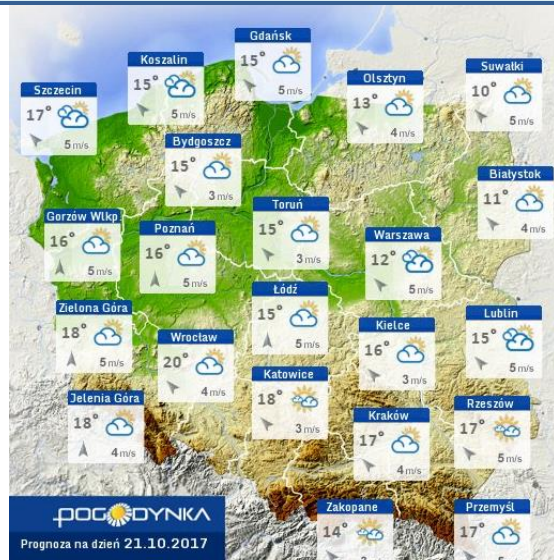 Gdańsk
15°
5 m/s
Koszalin
15°
5 m/s
Suwałki
10°
5 m/s
Olsztyn
13°
4 m/s
Szczecin
17°
5 m/s
Bydgoszcz
15°
3 m/s
Białystok
11°
4 m/s
Toruń
15°
3 m/s
Gorzów Wlkp
16°
5 m/s
Poznań
16°
5 m/s
Warszawa
12°
5 m/s
Łódź
15°
5 m/s
Zielona Góra
18°
5 m/s
Lublin
15°
5 m/s
Kielce
16°
3 m/s
Wrocław
20°
4 m/s
Katowice
18°
3 m/s
Jelenia Góra
18°
4 m/s
Rzeszów
17°
5 m/s
Kraków
17°
4 m/s
Zakopane
14°
Przemyśl
17°
POGODYNKA
Prognoza na dzień 21.10.2017